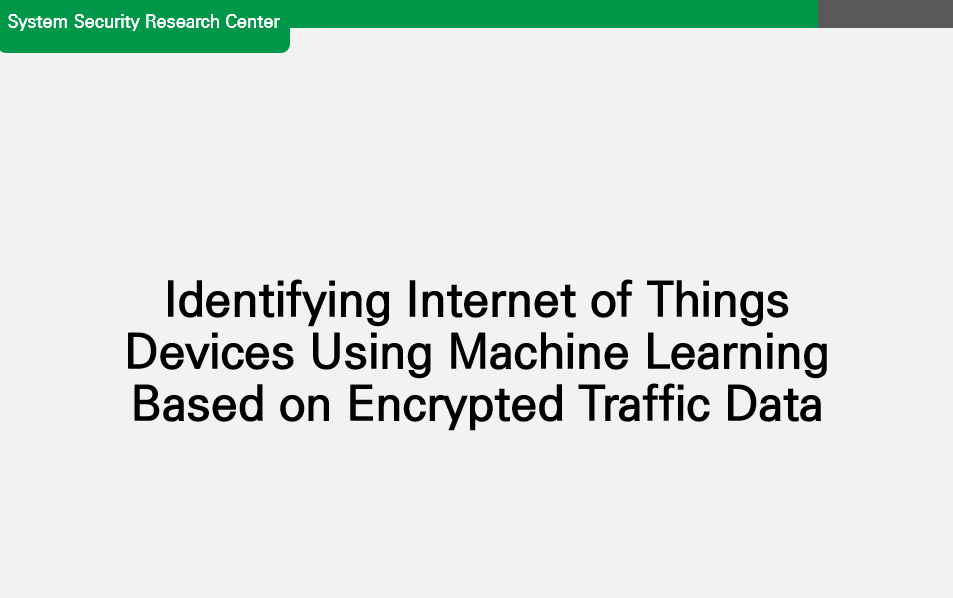 System Security Research Center
Identifying Internet of Things
Devices Using Machine Learning
Based on Encrypted Traffic Data